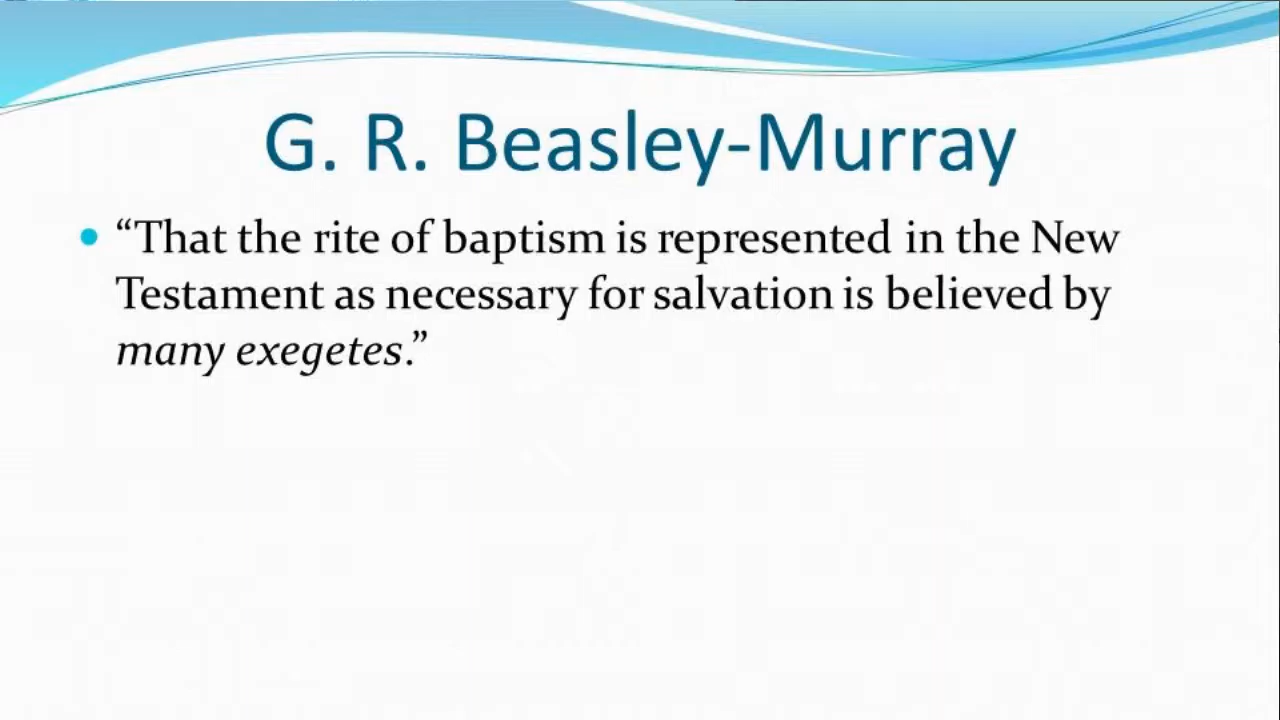 G. R. Beasley-Murray
“That the rite of baptism is represented in the New
Testament as necessary for salvation is believed by
many exegetes.”